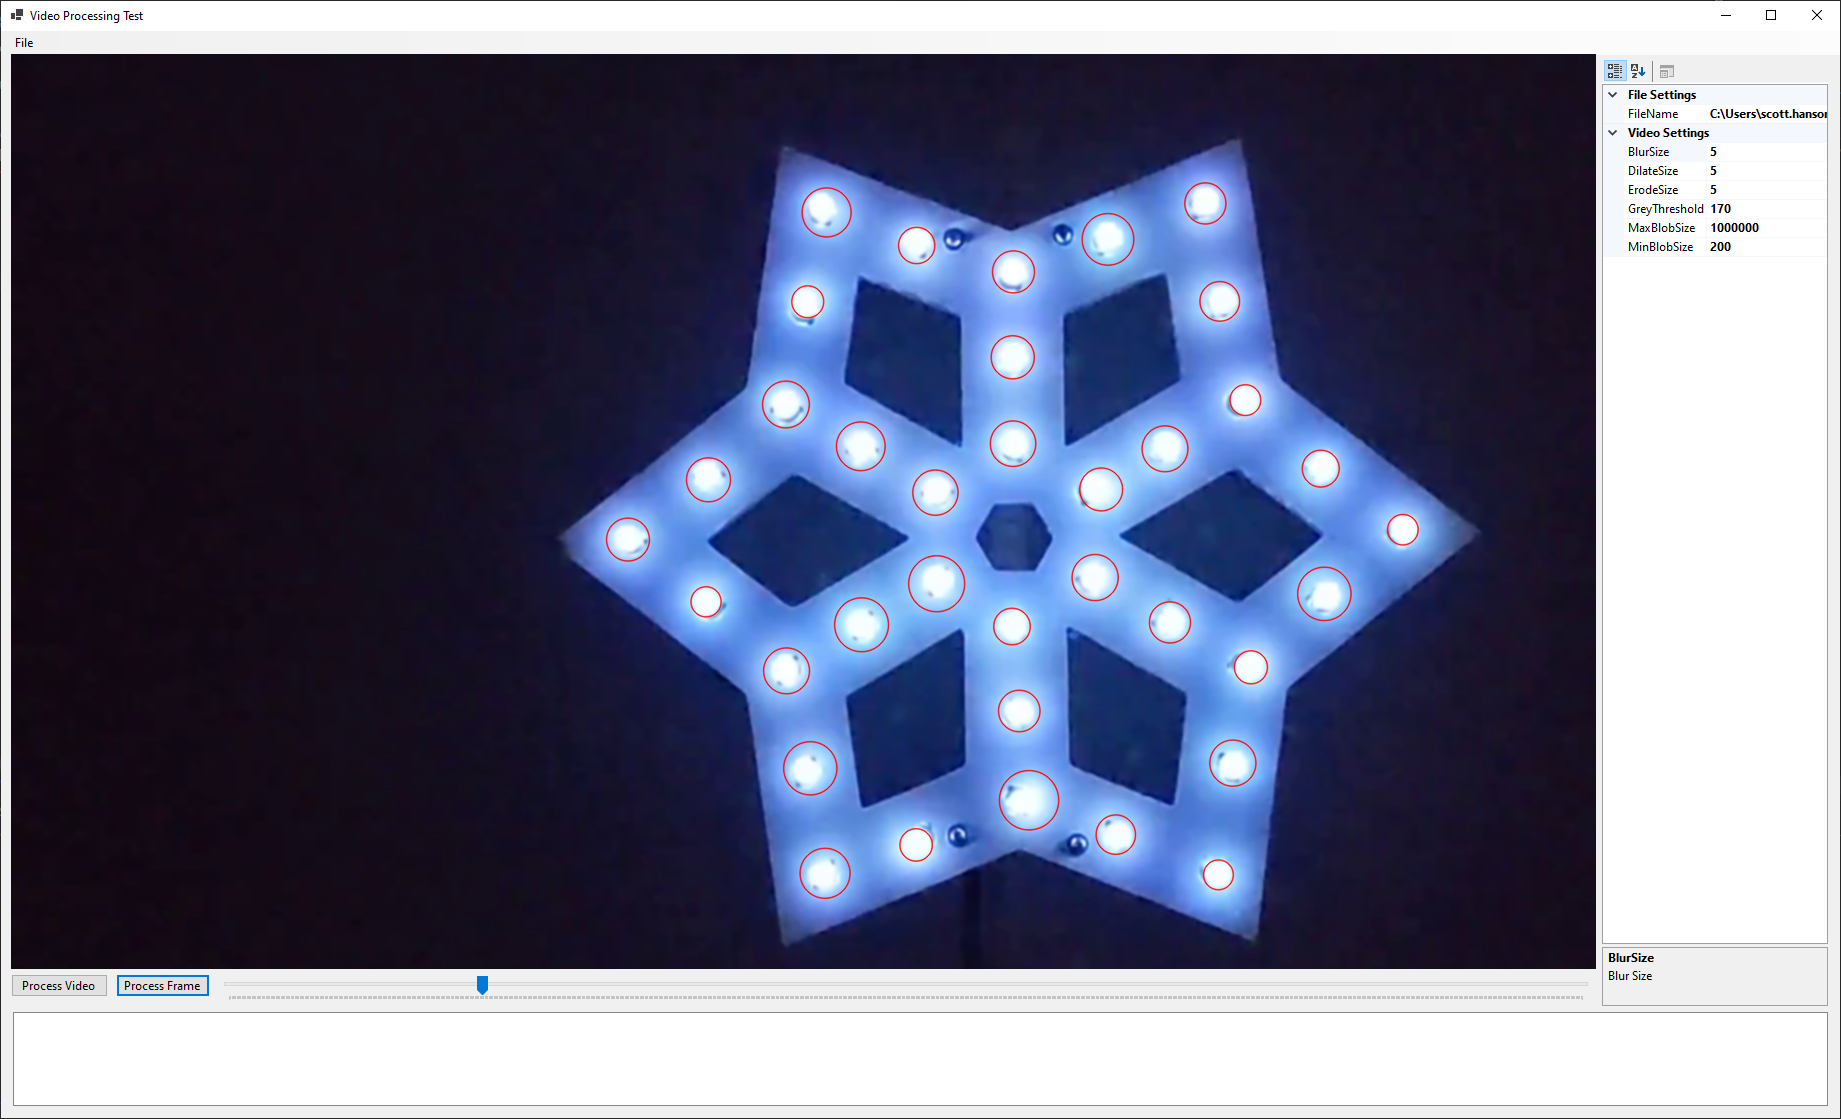 Video Processing Test
File
File Settings
FileName C:\Users\scott.hanson
Video Settings
BlurSize 5
DilateSize 5
ErodeSize 5
GreyThreshold 170
MaxBlobSize 1000000
MinBlobSize 200
BlurSize
Blur Size
Process Video Process Frame